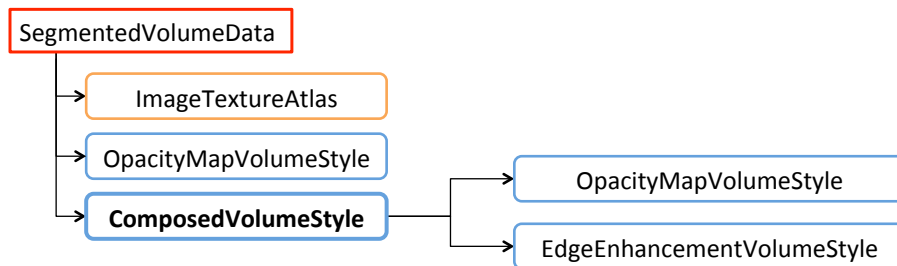 SegmentedVolumeData
ImageTextureAtlas
OpacityMapVolumeStyle
OpacityMapVolumeStyle
ComposedVolumeStyle
EdgeEnhancementVolumeStyle